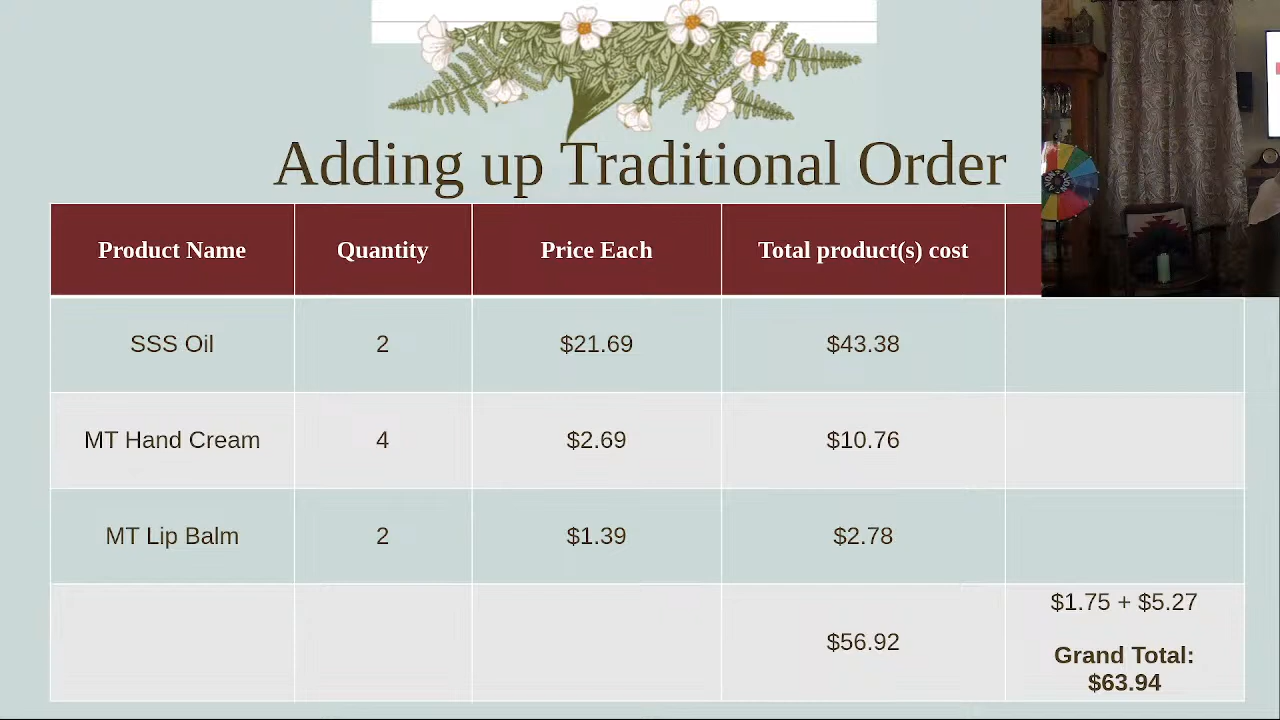 Adding up Traditional Order
Product Name Quantity Price Each Total product(s) cost
SSS Oil 2 $21.69 $43.38
MT Hand Cream 4 $2.69 $10.76
MT Lip Balm 2 $1.39 $2.78
$56.92
$1.75 + $5.27
Grand Total:
$63.94